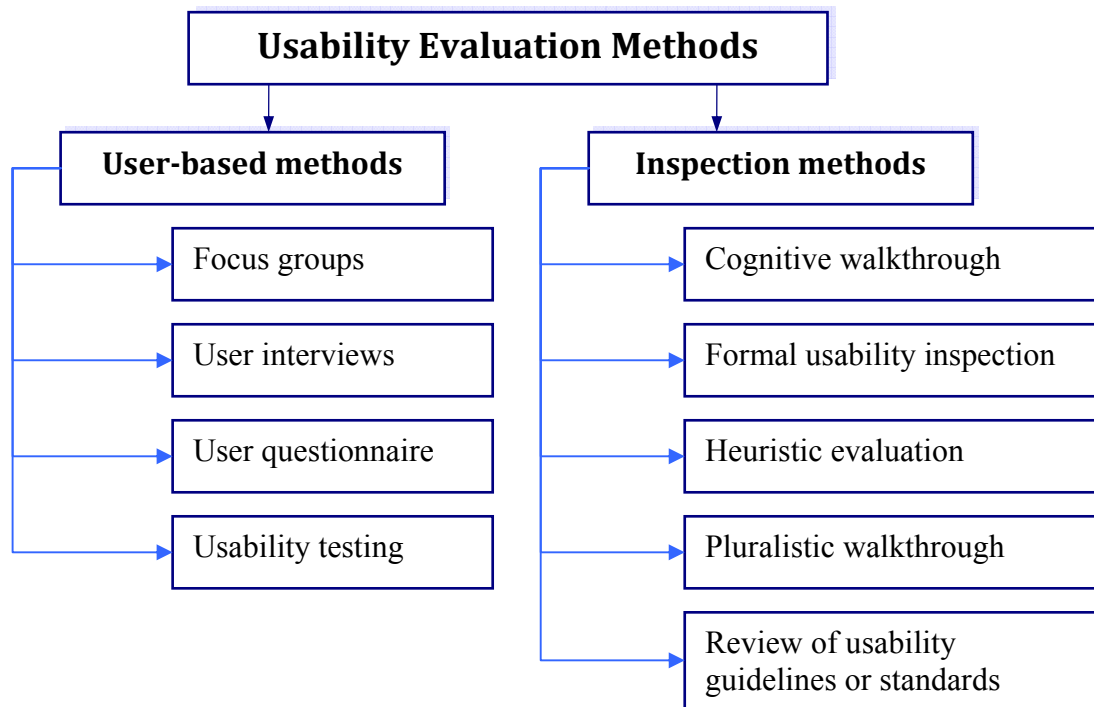 Usability Evaluation Methods
User-based methods
Focus groups
User interviews
User questionnaire
Usability testing
Inspection methods
Cognitive walkthrough
Formal usability inspection
Heuristic evaluation
Pluralistic walkthrough
Review of usability
guidelines or standards